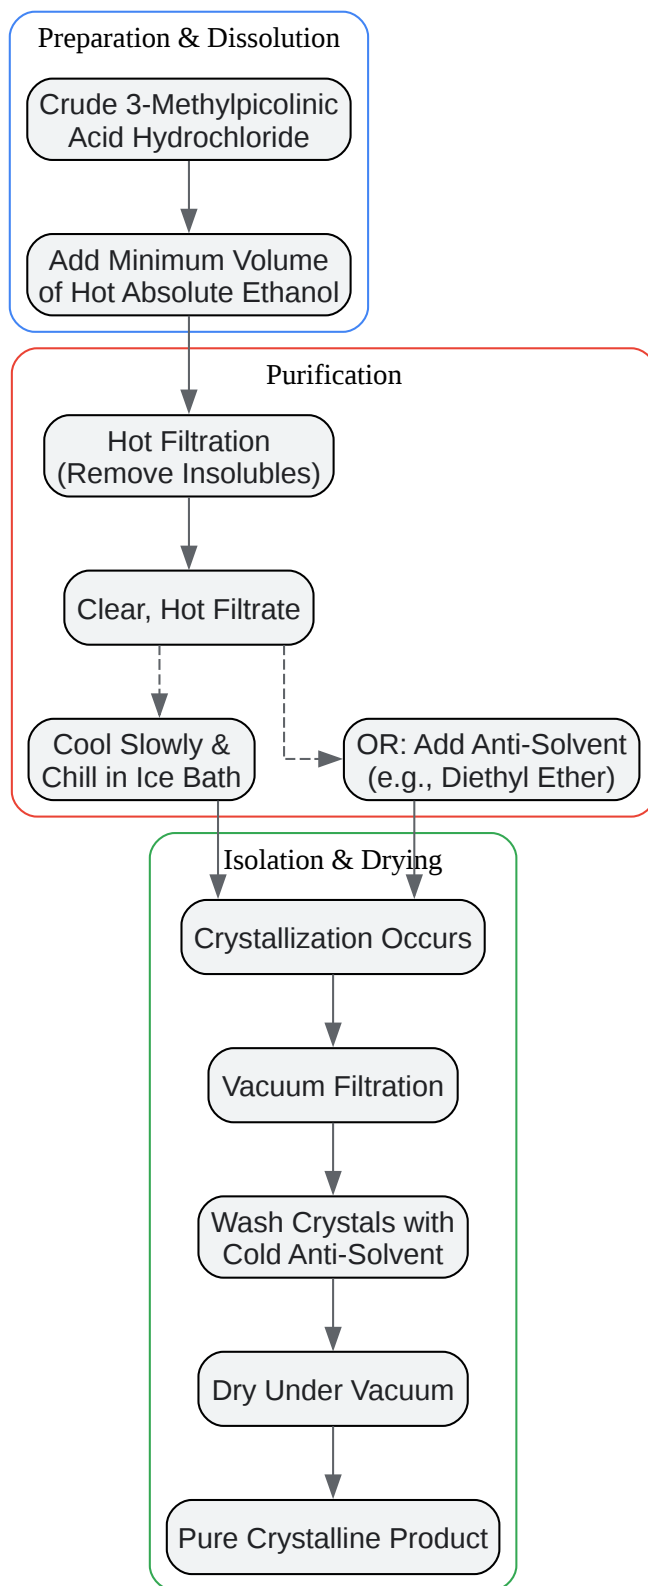 Preparation & Dissolution
Crude 3-Methylpicolinic
Acid Hydrochloride
Add Minimum Volume
of Hot Absolute Ethanol
Purification
Hot Filtration
(Remove Insolubles)
Clear, Hot Filtrate
Cool Slowly &
Chill in Ice Bath
OR: Add Anti-Solvent
(e.g., Diethyl Ether)
Isolation & Drying
Crystallization Occurs
Vacuum Filtration
Wash Crystals with
Cold Anti-Solvent
Dry Under Vacuum
Pure Crystalline Product